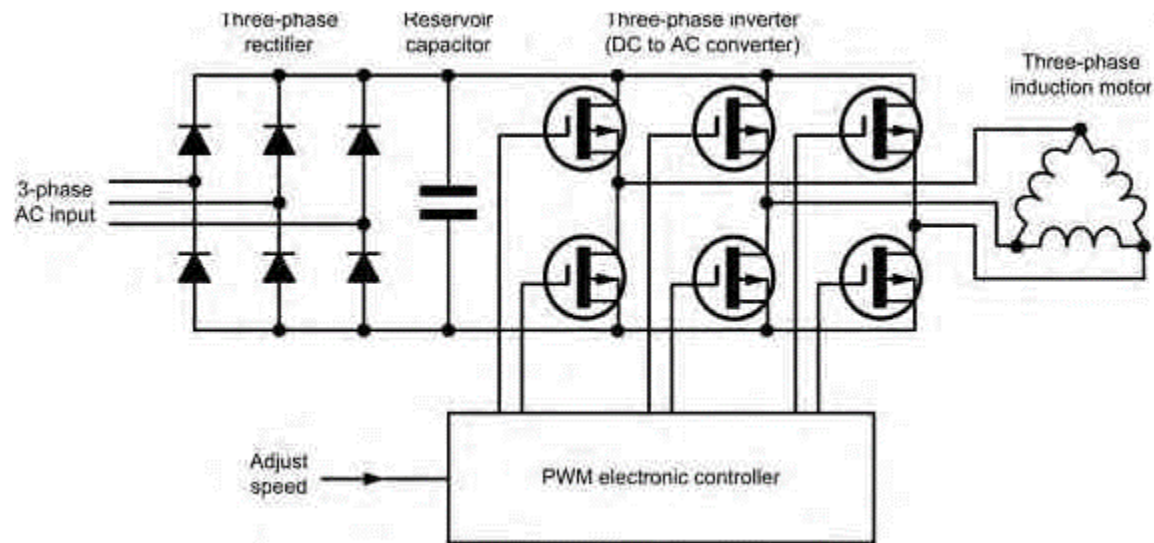 Three-phase
rectifier
Reservoir
capacitor
Three-phase inverter
(DC to AC converter)
Three-phase
induction motor
3-phase
AC input
Adjust
speed
PWM electronic controller